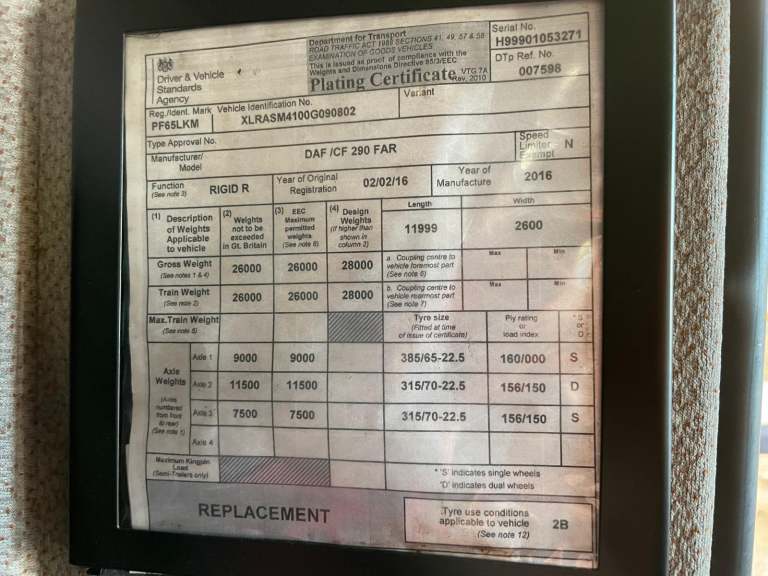 Driver & Vehicle
Standards
Agency
Department for Transport
ROAD TRAFFIC ACT 1988 SECTIONS 41, 49, 57 & 58
EXAMINATION OF GOODS VEHICLES
This is issued as proof of compliance with the
Weights and Dimensions Directive 85/3/EEC
Plating Certificate VTG 7A
Rev. 2010
Serial No.
H99901053271
DTp Ref. No.
007598
Reg./Ident. Mark
PF65LKM
Vehicle Identification No.
XLRASM4100G090802
Variant
Type Approval No.
Manufacturer/
Model
DAF /CF 290 FAR
Speed
Limiter
Exempt
N
Function
(See note 3)
RIGID R
Year of Original
Registration
02/02/16
Year of
Manufacture
2016
(1) Description
of Weights
Applicable
to vehicle
(2) Weights
not to be
exceeded
in Gt. Britain
(3) EEC
Maximum
permitted
weights
(See note 6)
(4) Design
Weights
(if higher than
shown in
column 2)
Length
11999
Width
2600
Gross Weight
(See notes 1 & 4)
26000 26000 28000
a. Coupling centre to
vehicle foremost part
(See note 6)
Max Min
Train Weight
(See note 2)
26000 26000 28000
b. Coupling centre to
vehicle rearmost part
(See note 7)
Max Min
Max.Train Weight
(See note 5)
Tyre size
(Fitted at time
of issue of certificate)
Ply rating
or
load index
* S
or
D
Axle
Weights
(Axles
numbered
from front
to rear)
(See note 1)
Axle 1 9000 9000 385/65-22.5 160/000 S
Axle 2 11500 11500 315/70-22.5 156/150 D
Axle 3 7500 7500 315/70-22.5 156/150 S
Axle 4
Maximum Kingpin
Load
(Semi-Trailers only)
* 'S' indicates single wheels
'D' indicates dual wheels
REPLACEMENT
Tyre use conditions
applicable to vehicle
(See note 12)
2B